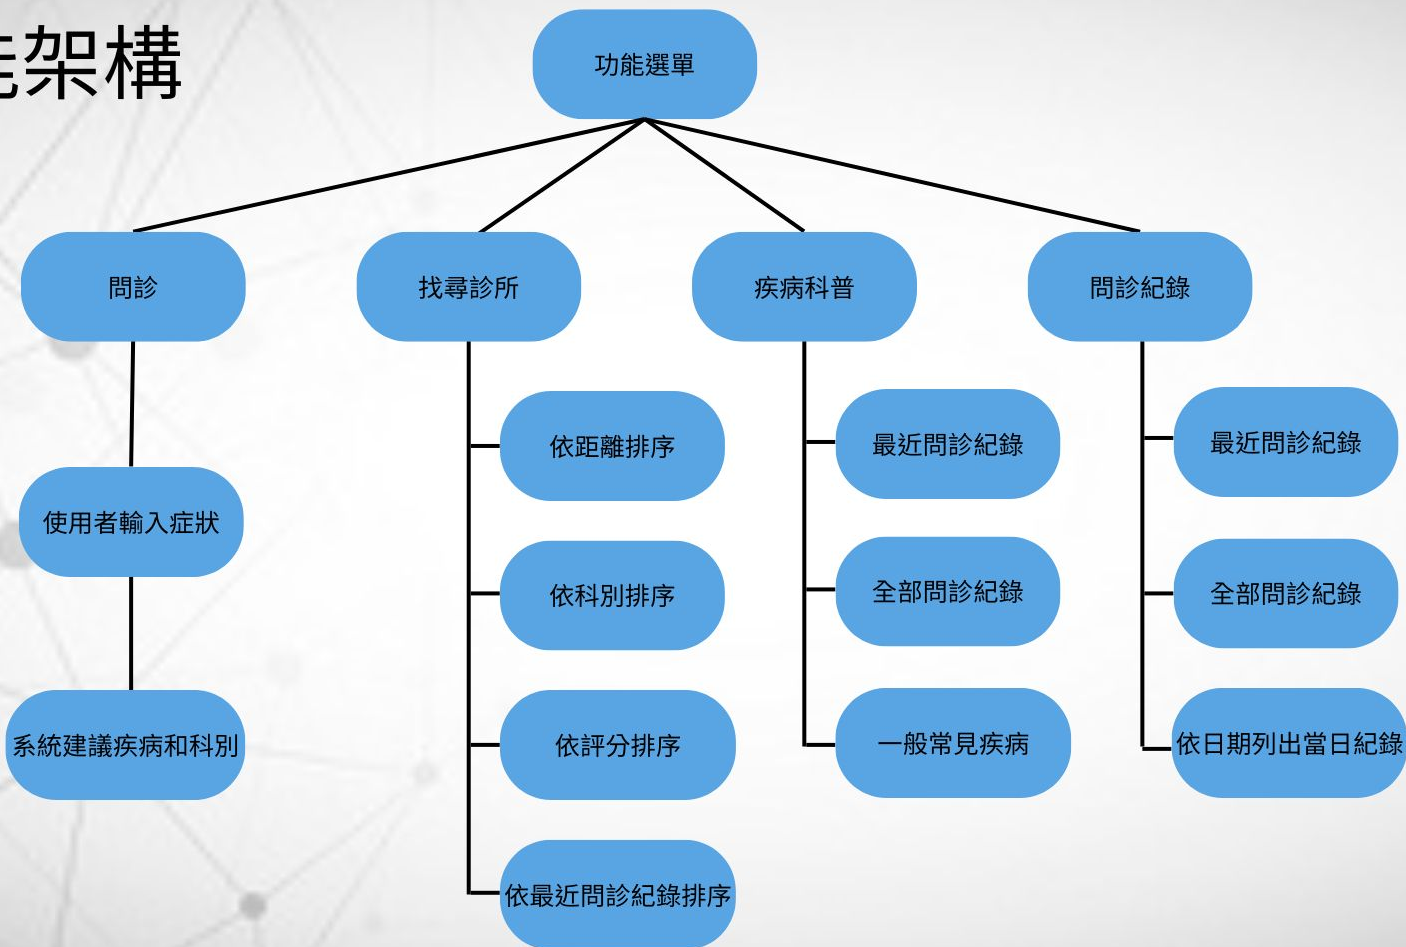 能架構
功能選單
問診
找尋診所
疾病科普
問診紀錄
使用者輸入症狀
系統建議疾病和科別
依距離排序
依科別排序
依評分排序
依最近問診紀錄排序
最近問診紀錄
全部問診紀錄
一般常見疾病
最近問診紀錄
全部問診紀錄
依日期列出當日紀錄